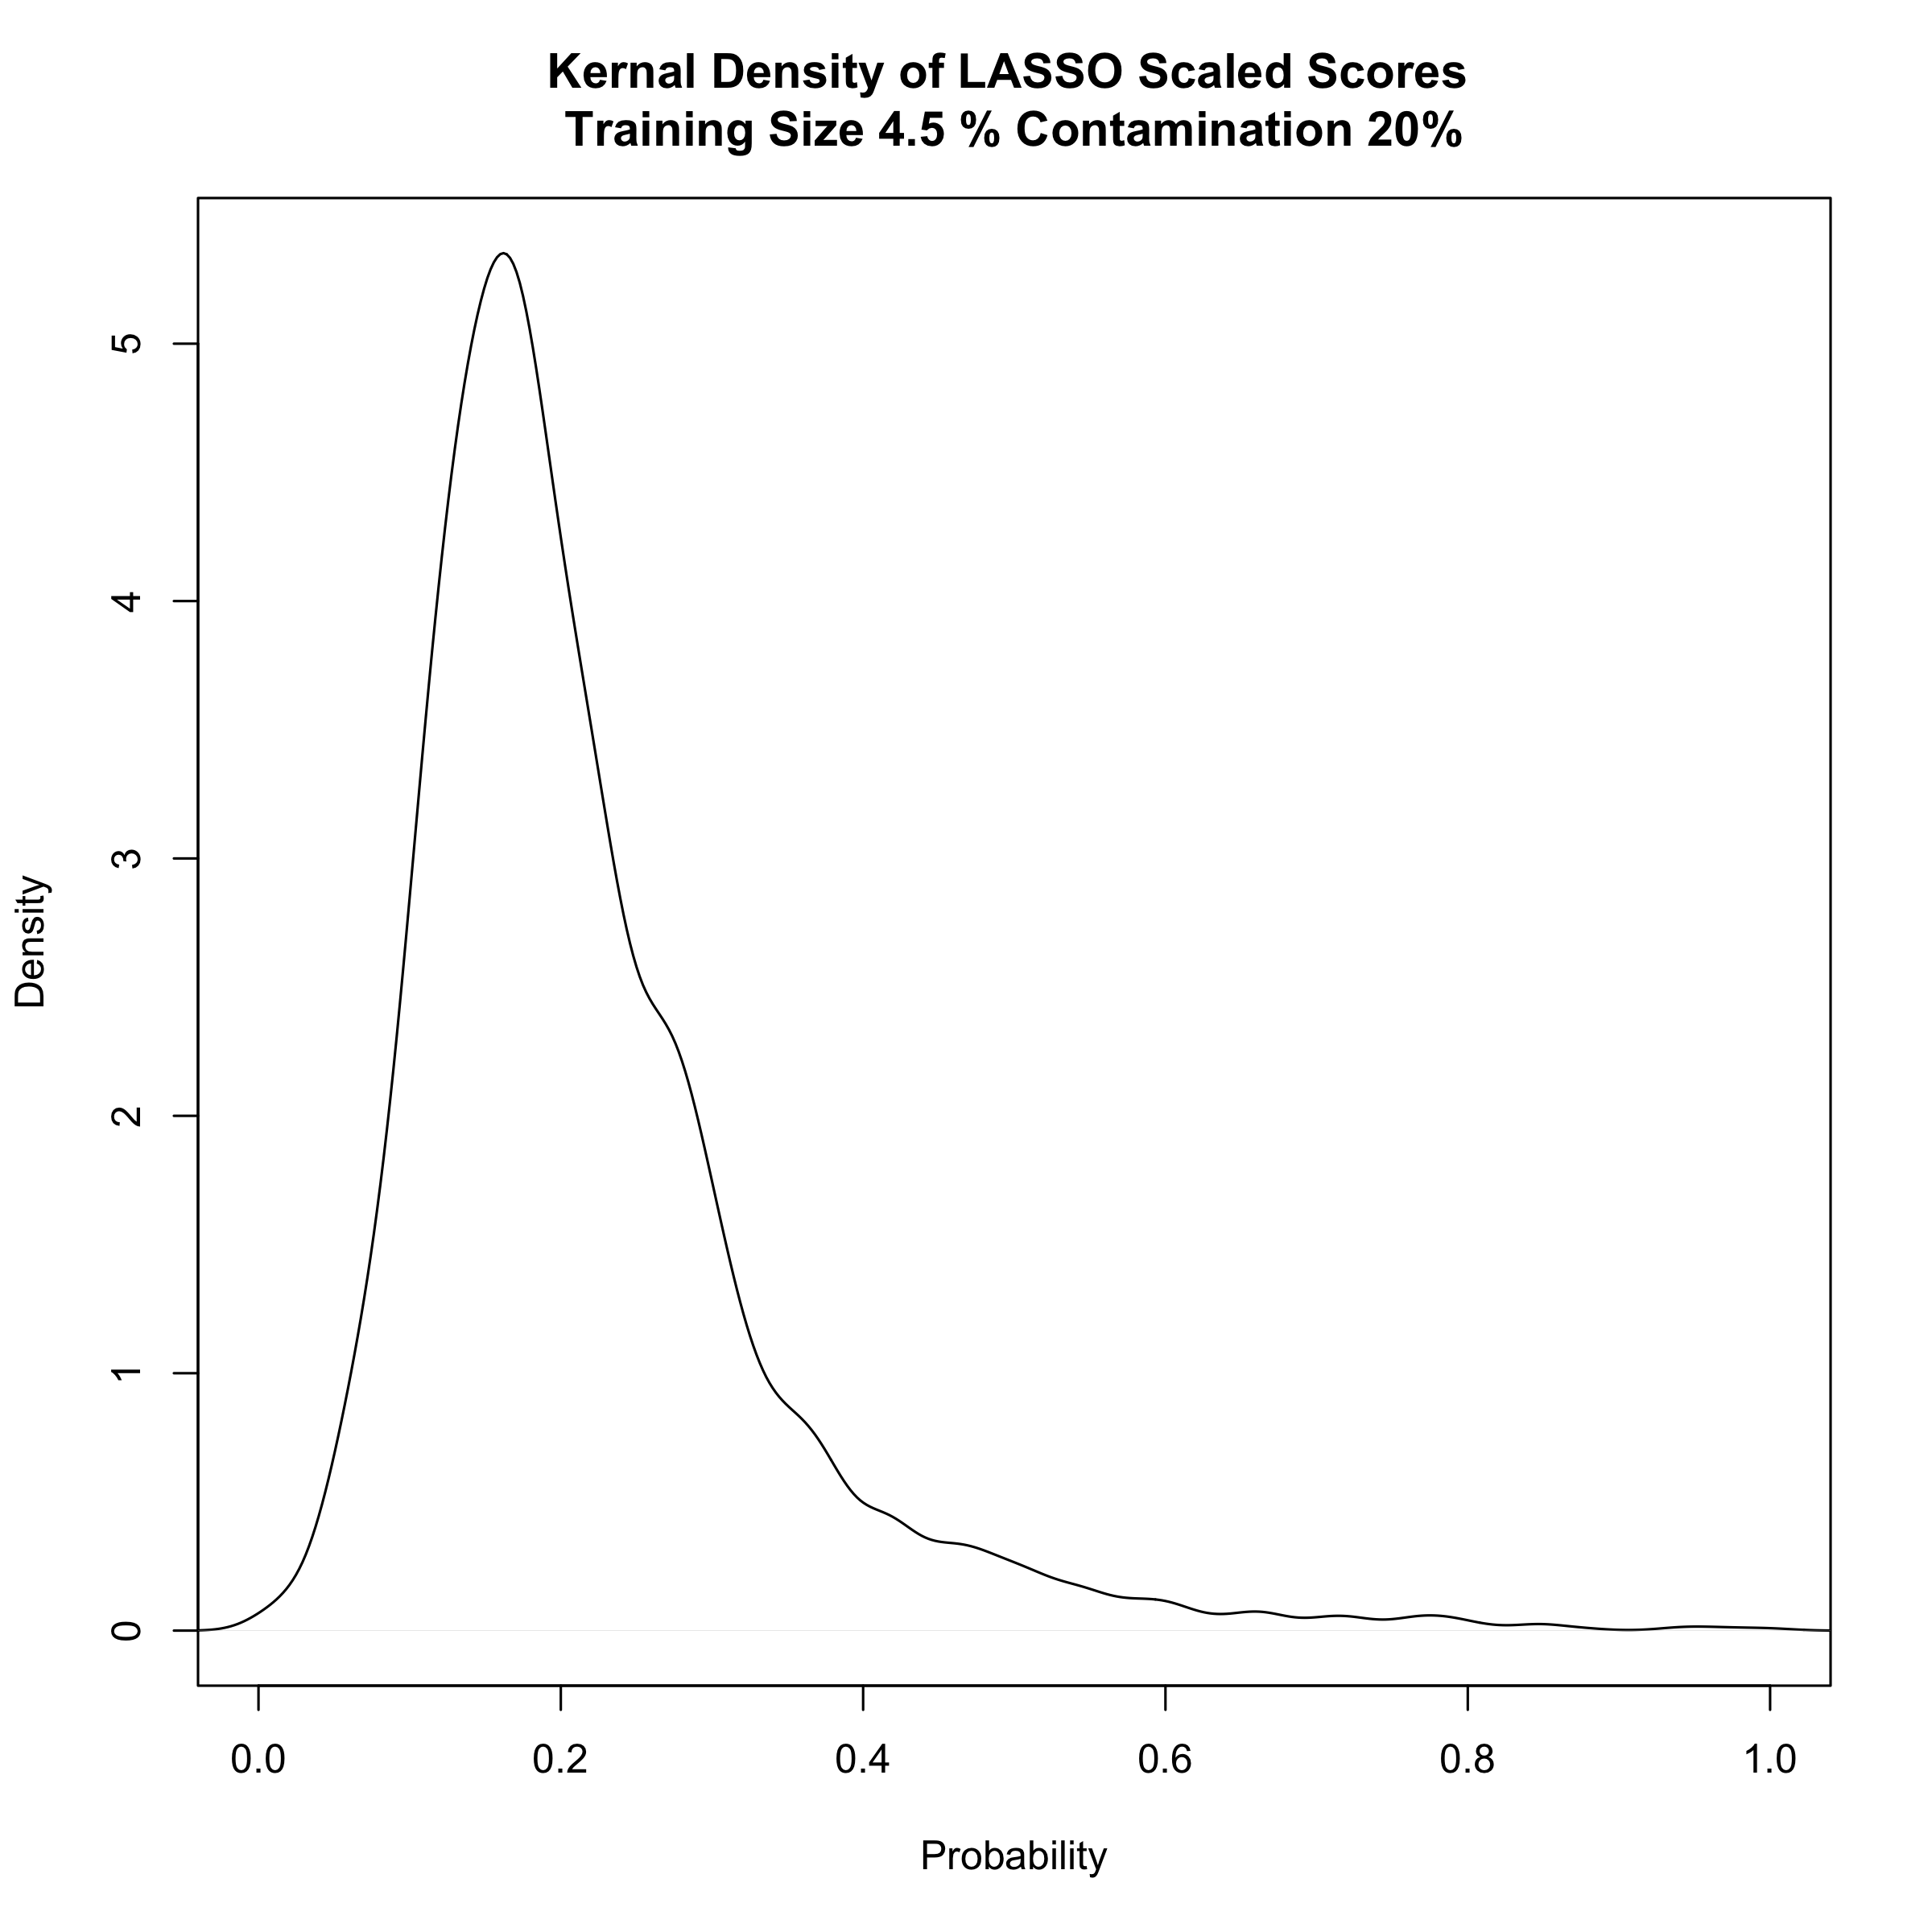 Kernal Density of LASSO Scaled Scores
Training Size 4.5 % Contamination 20%
5
4
3
2
1
0
Density
0.0 0.2 0.4 0.6 0.8 1.0
Probability